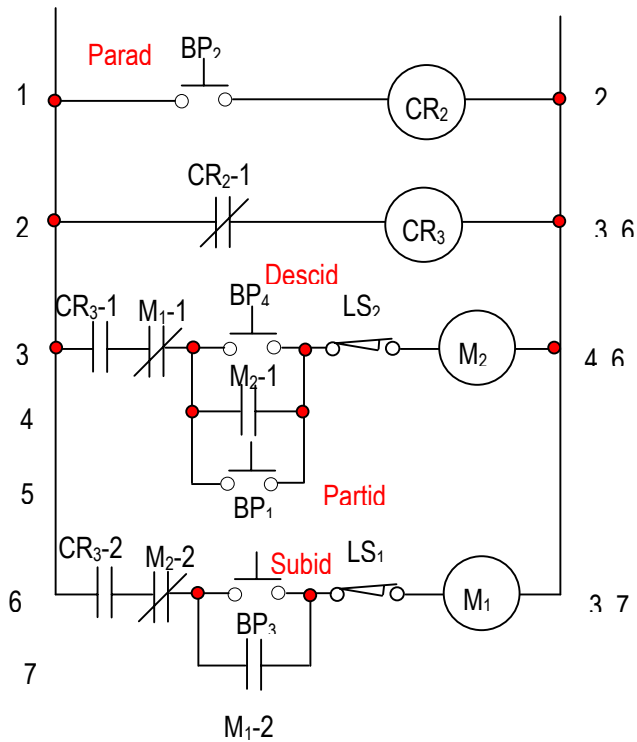 Parad BP₂
1 CR₂ 2
CR₂-1
2 CR₃ 3, 6
Descid
CR₃-1 M₁-1 BP₄ LS₂
3 M₂ 4, 6
M₂-1
4
5 BP₁ Partid
CR₃-2 M₂-2 Subid LS₁
6 M₁ 3, 7
BP₃
7
M₁-2